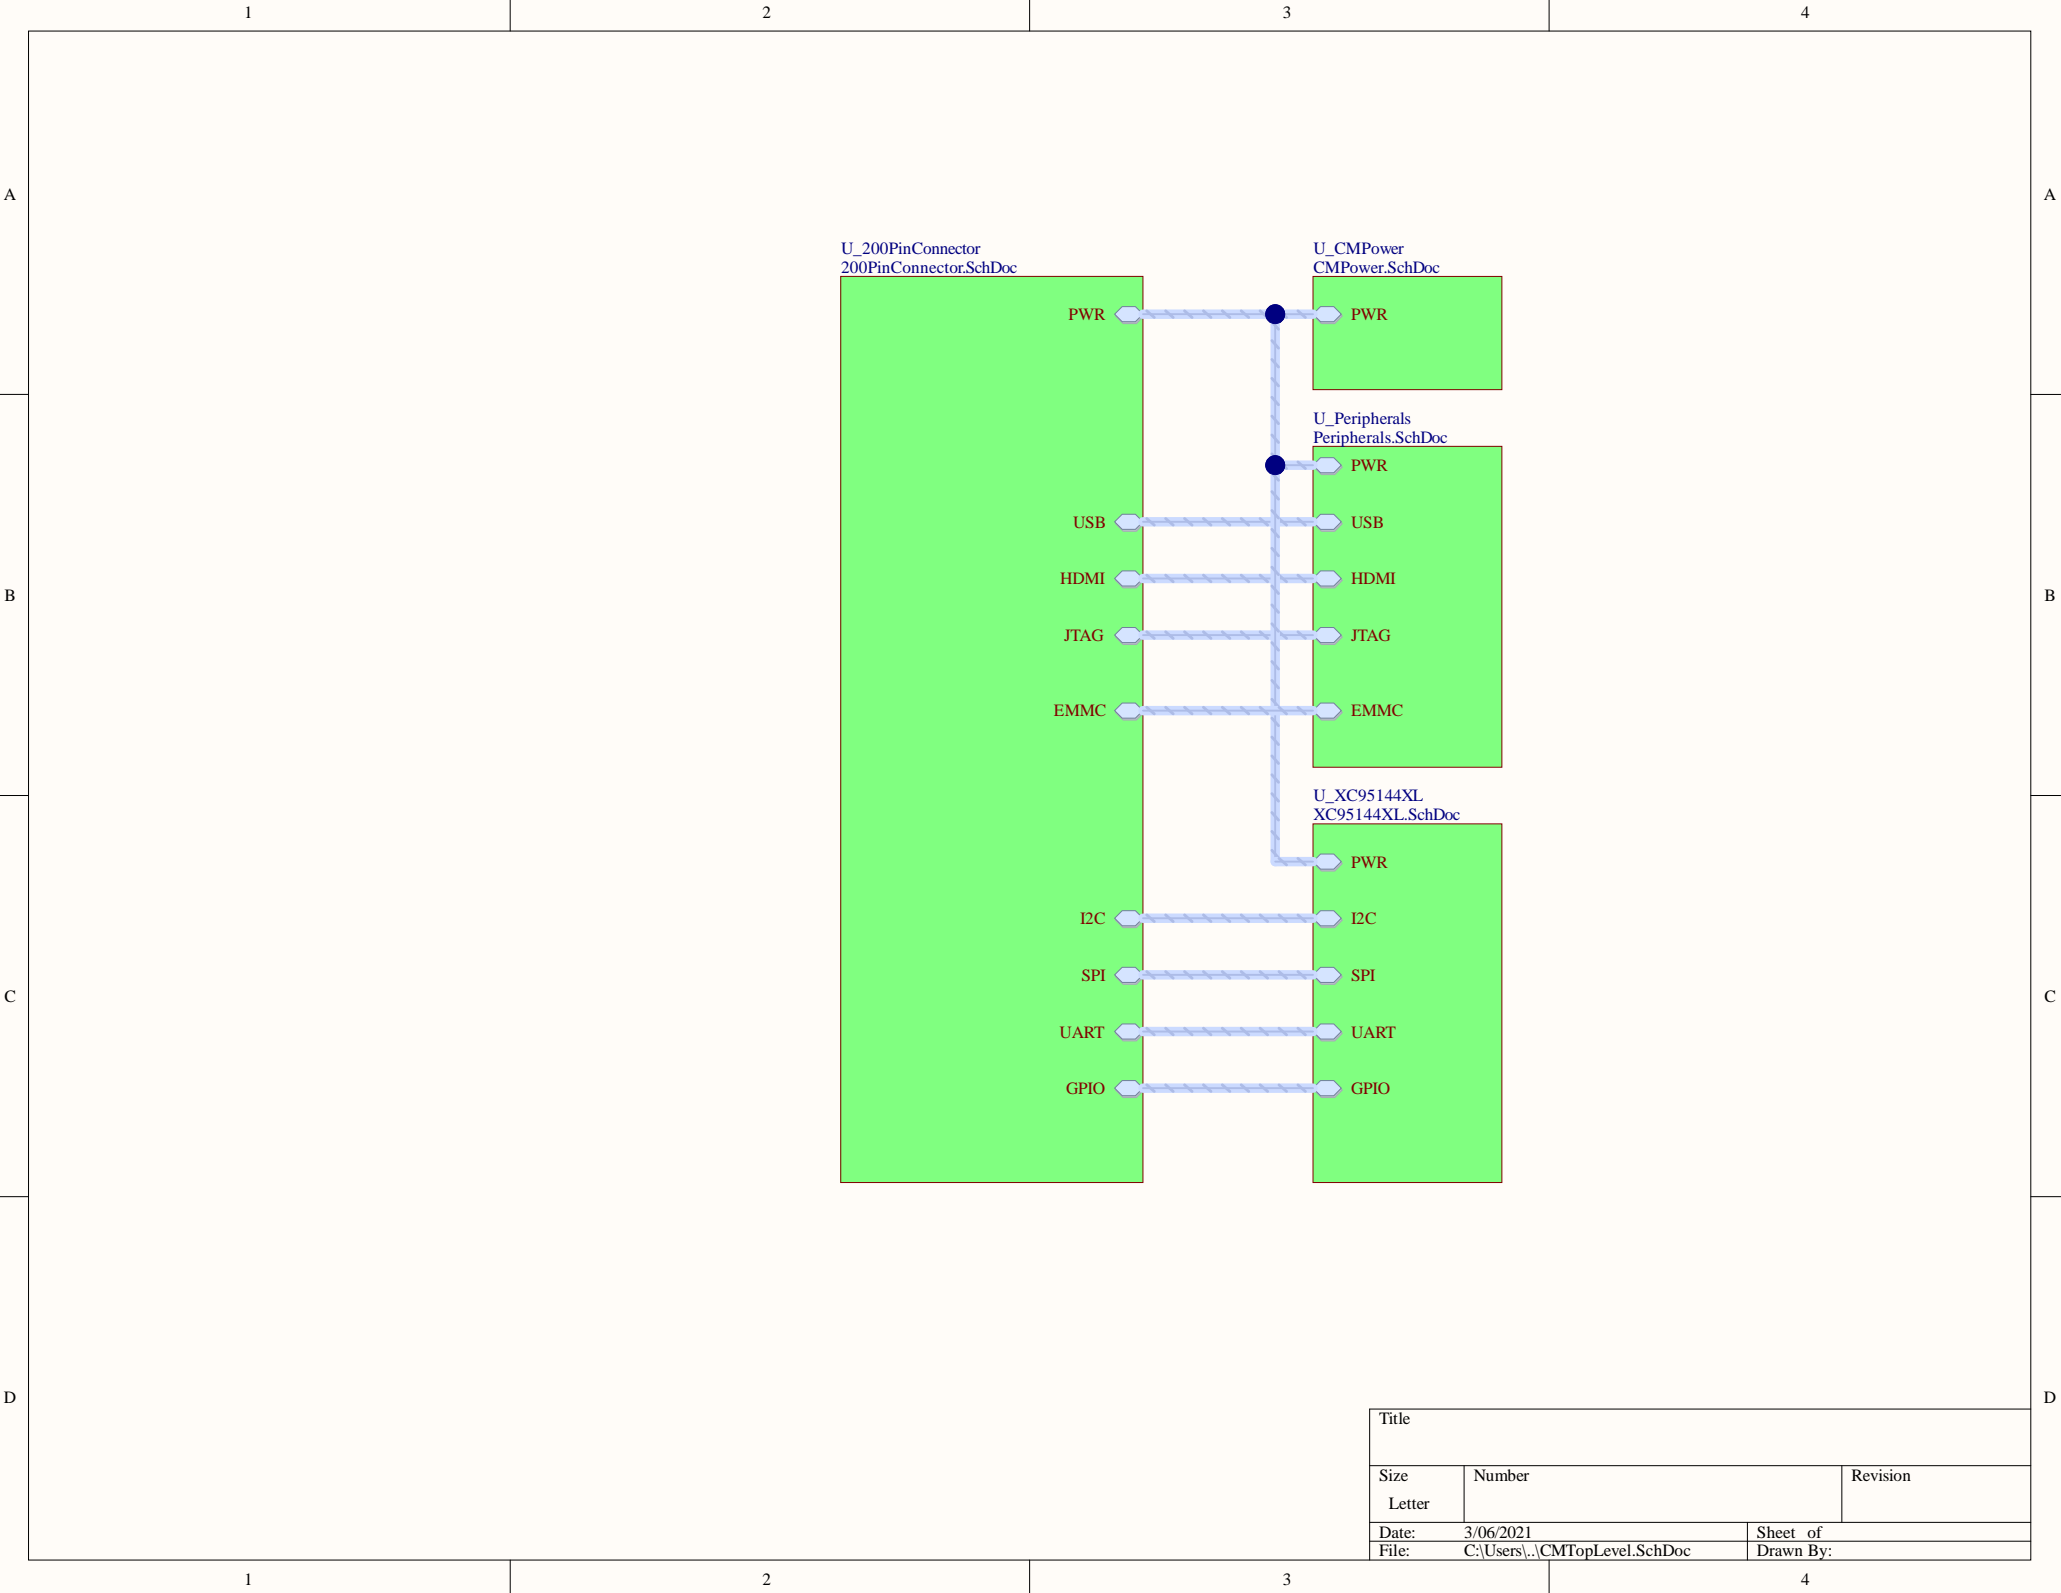 1 2 3 4
A A
U_200PinConnector U_CMPower
200PinConnector.SchDoc CMPower.SchDoc
PWR PWR
U_Peripherals
Peripherals.SchDoc
PWR
USB USB
HDMI HDMI
B B
JTAG JTAG
EMMC EMMC
U_XC95144XL
XC95144XL.SchDoc
PWR
I2C I2C
SPI SPI
C C
UART UART
GPIO GPIO
D D
Title
Size Number Revision
Letter
Date: 3/06/2021 Sheet of
File: C:\Users\..\CMTopLevel.SchDoc Drawn By:
1 2 3 4